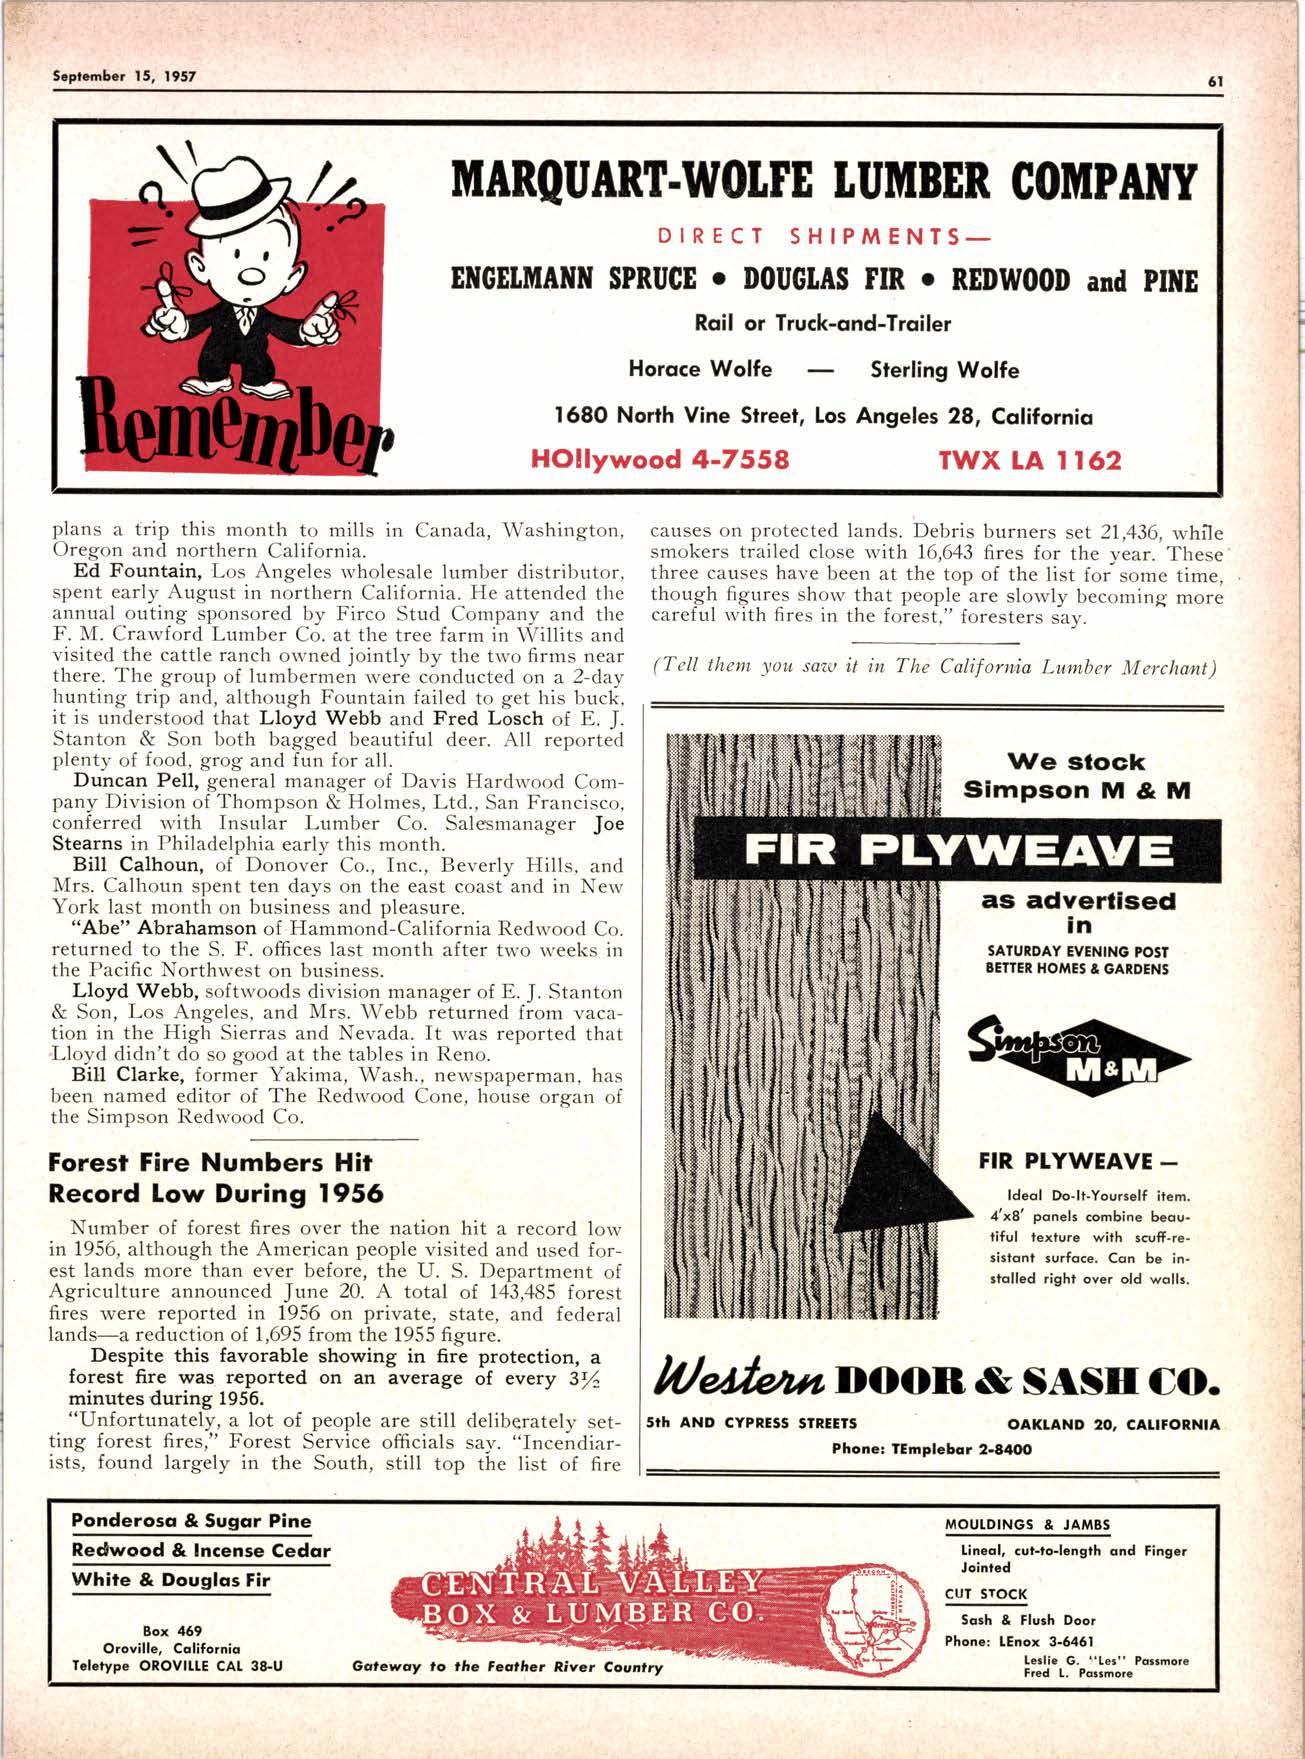 September 15, 1957
61
Remember
MARQUART-WOLFE LUMBER COMPANY
DIRECT SHIPMENTS—
ENGELMANN SPRUCE • DOUGLAS FIR • REDWOOD and PINE
Rail or Truck-and-Trailer
Horace Wolfe — Sterling Wolfe
1680 North Vine Street, Los Angeles 28, California
HOllywood 4-7558 TWX LA 1162
plans a trip this month to mills in Canada, Washington,
Oregon and northern California.
Ed Fountain, Los Angeles wholesale lumber distributor,
spent early August in northern California. He attended the
annual outing sponsored by Firco Stud Company and the
F. M. Crawford Lumber Co. at the tree farm in Willits and
visited the cattle ranch owned jointly by the two firms near
there. The group of lumbermen were conducted on a 2-day
hunting trip and, although Fountain failed to get his buck,
it is understood that Lloyd Webb and Fred Losch of E. J.
Stanton & Son both bagged beautiful deer. All reported
plenty of food, grog and fun for all.
Duncan Pell, general manager of Davis Hardwood Com-
pany Division of Thompson & Holmes, Ltd., San Francisco,
conferred with Insular Lumber Co. Salesmanager Joe
Stearns in Philadelphia early this month.
Bill Calhoun, of Donover Co., Inc., Beverly Hills, and
Mrs. Calhoun spent ten days on the east coast and in New
York last month on business and pleasure.
"Abe" Abrahamson of Hammond-California Redwood Co.
returned to the S. F. offices last month after two weeks in
the Pacific Northwest on business.
Lloyd Webb, softwoods division manager of E. J. Stanton
& Son, Los Angeles, and Mrs. Webb returned from vaca-
tion in the High Sierras and Nevada. It was reported that
Lloyd didn't do so good at the tables in Reno.
Bill Clarke, former Yakima, Wash., newspaperman, has
been named editor of The Redwood Cone, house organ of
the Simpson Redwood Co.
Forest Fire Numbers Hit
Record Low During 1956
Number of forest fires over the nation hit a record low
in 1956, although the American people visited and used for-
est lands more than ever before, the U. S. Department of
Agriculture announced June 20. A total of 143,485 forest
fires were reported in 1956 on private, state, and federal
lands—a reduction of 1,695 from the 1955 figure.
Despite this favorable showing in fire protection, a
forest fire was reported on an average of every 3½
minutes during 1956.
"Unfortunately, a lot of people are still deliberately set-
ting forest fires," Forest Service officials say. "Incendiar-
ists, found largely in the South, still top the list of fire
causes on protected lands. Debris burners set 21,436, while
smokers trailed close with 16,643 fires for the year. These
three causes have been at the top of the list for some time,
though figures show that people are slowly becoming more
careful with fires in the forest," foresters say.
(Tell them you saw it in The California Lumber Merchant)
We stock
Simpson M & M
FIR PLYWEAVE
as advertised
in
SATURDAY EVENING POST
BETTER HOMES & GARDENS
Simpson
M&M
FIR PLYWEAVE —
Ideal Do-It-Yourself item.
4'x8' panels combine beau-
tiful texture with scuff-re-
sistant surface. Can be in-
stalled right over old walls.
Western DOOR & SASH CO.
5th AND CYPRESS STREETS OAKLAND 20, CALIFORNIA
Phone: TEmplebar 2-8400
Ponderosa & Sugar Pine
Redwood & Incense Cedar
White & Douglas Fir
Box 469
Oroville, California
Teletype OROVILLE CAL 38-U
CENTRAL VALLEY
BOX & LUMBER CO.
Gateway to the Feather River Country
OREGON
CALIFORNIA
NEVADA
MOULDINGS & JAMBS
Lineal, cut-to-length and Finger
Jointed
CUT STOCK
Sash & Flush Door
Phone: LEnox 3-6461
Leslie G. "Les" Passmore
Fred L. Passmore